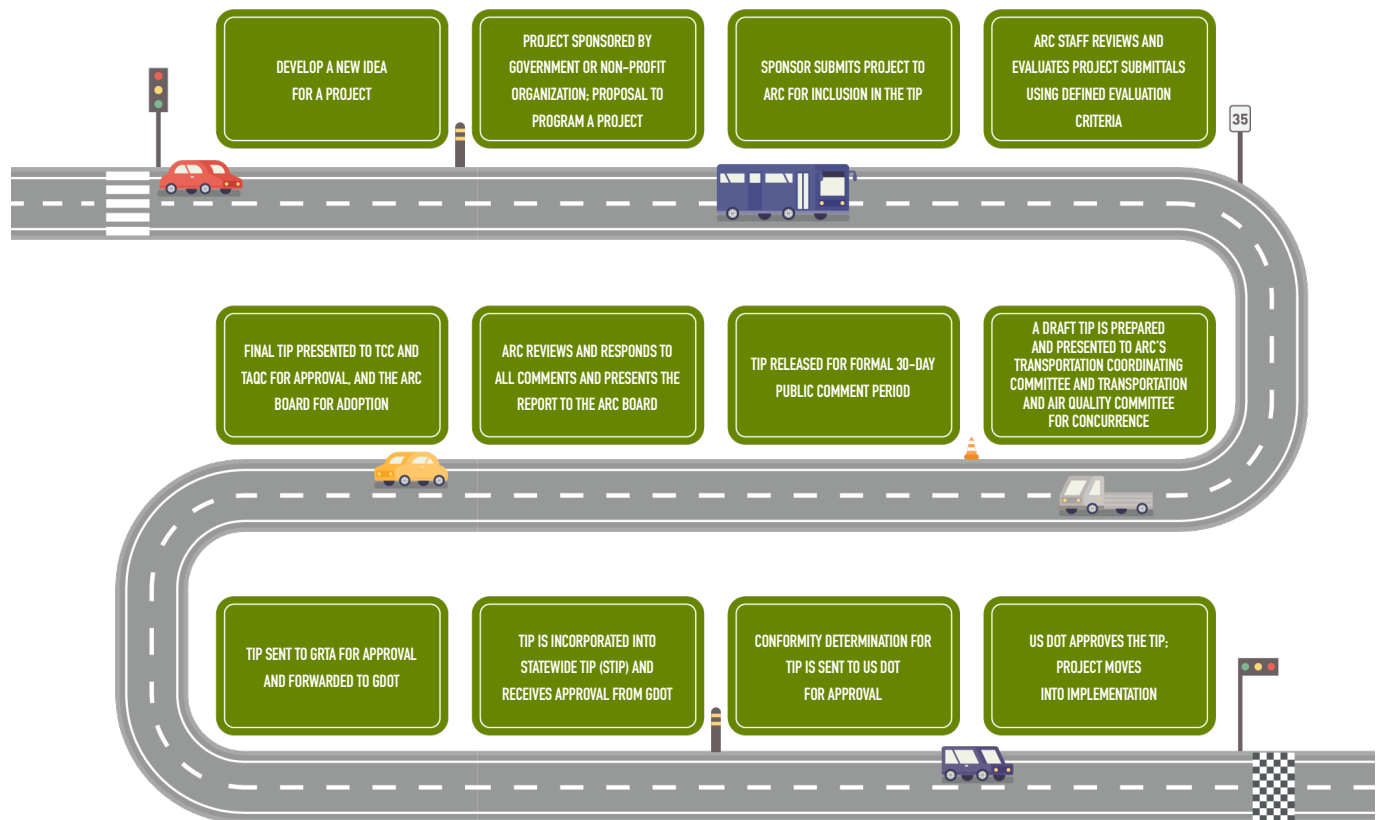 DEVELOP A NEW IDEA
FOR A PROJECT
PROJECT SPONSORED BY
GOVERNMENT OR NON-PROFIT
ORGANIZATION; PROPOSAL TO
PROGRAM A PROJECT
SPONSOR SUBMITS PROJECT TO
ARC FOR INCLUSION IN THE TIP
ARC STAFF REVIEWS AND
EVALUATES PROJECT SUBMITTALS
USING DEFINED EVALUATION
CRITERIA
35
A DRAFT TIP IS PREPARED
AND PRESENTED TO ARC'S
TRANSPORTATION COORDINATING
COMMITTEE AND TRANSPORTATION
AND AIR QUALITY COMMITTEE
FOR CONCURRENCE
TIP RELEASED FOR FORMAL 30-DAY
PUBLIC COMMENT PERIOD
ARC REVIEWS AND RESPONDS TO
ALL COMMENTS AND PRESENTS THE
REPORT TO THE ARC BOARD
FINAL TIP PRESENTED TO TCC AND
TAQC FOR APPROVAL, AND THE ARC
BOARD FOR ADOPTION
TIP SENT TO GRTA FOR APPROVAL
AND FORWARDED TO GDOT
TIP IS INCORPORATED INTO
STATEWIDE TIP (STIP) AND
RECEIVES APPROVAL FROM GDOT
CONFORMITY DETERMINATION FOR
TIP IS SENT TO US DOT
FOR APPROVAL
US DOT APPROVES THE TIP;
PROJECT MOVES
INTO IMPLEMENTATION